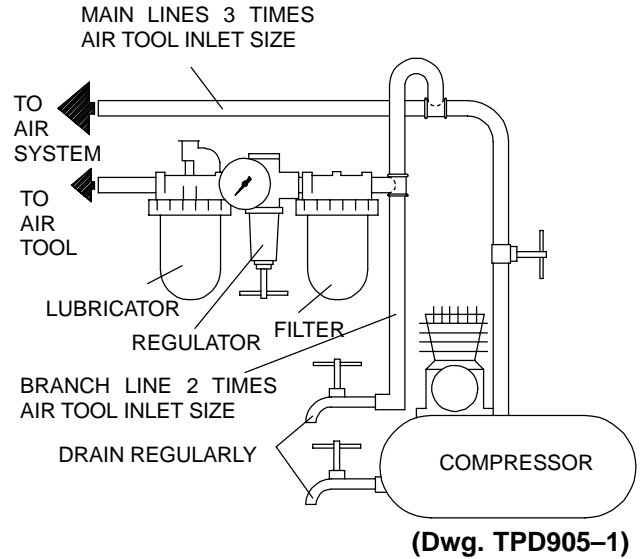 MAIN LINES 3 TIMES
AIR TOOL INLET SIZE
TO
AIR
SYSTEM
TO
AIR
TOOL
LUBRICATOR
REGULATOR
FILTER
BRANCH LINE 2 TIMES
AIR TOOL INLET SIZE
DRAIN REGULARLY
COMPRESSOR
(Dwg. TPD905–1)